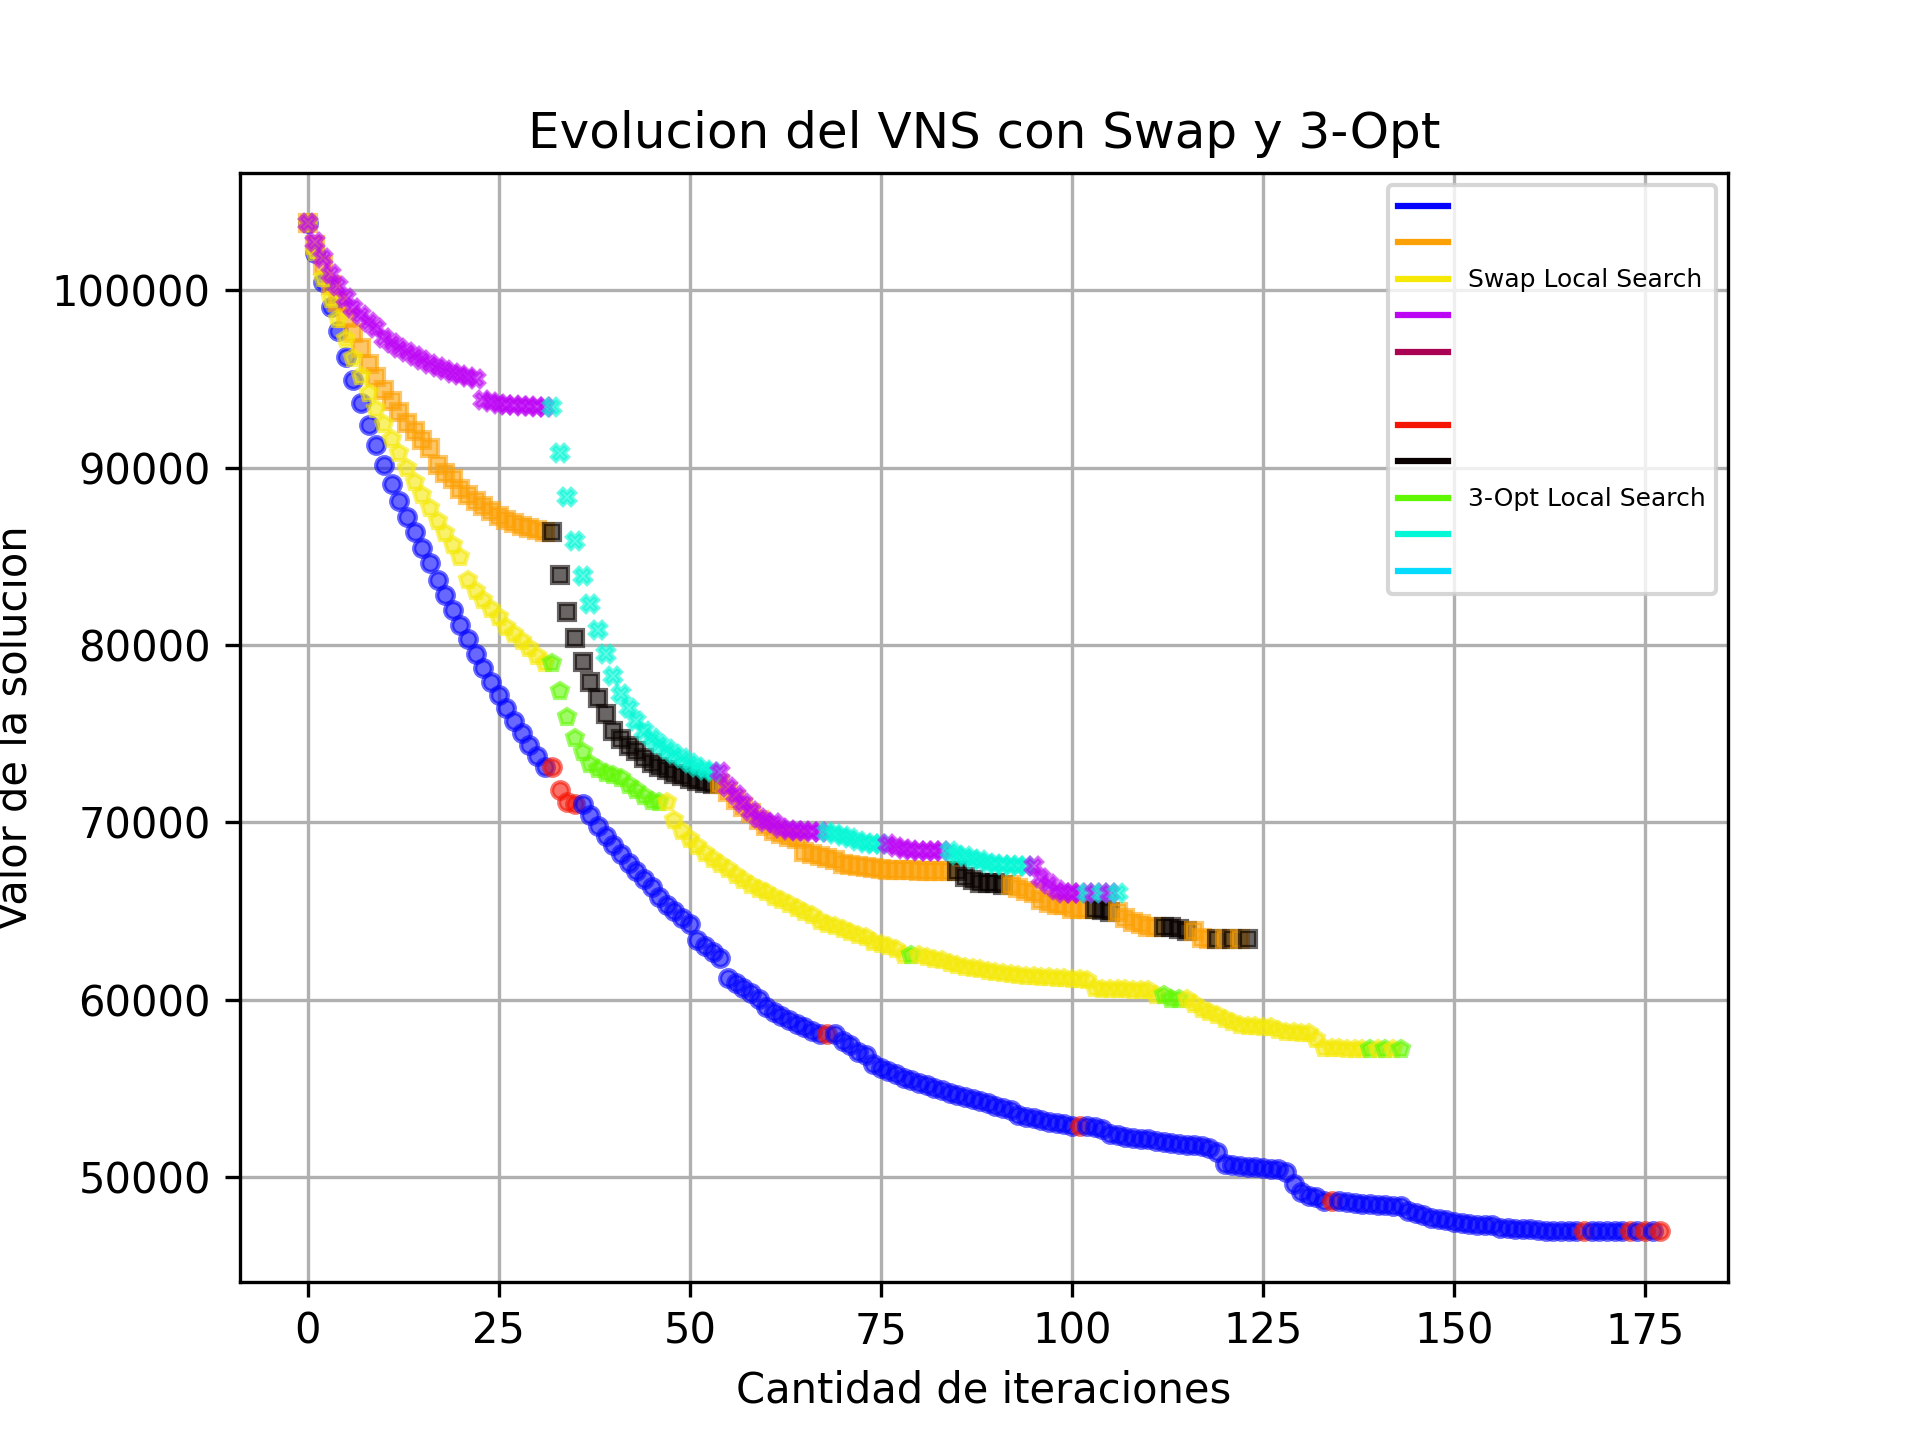 Evolucion del VNS con Swap y 3-Opt
Valor de la solucion
100000
90000
80000
70000
60000
50000
Swap Local Search
3-Opt Local Search
0 25 50 75 100 125 150 175
Cantidad de iteraciones